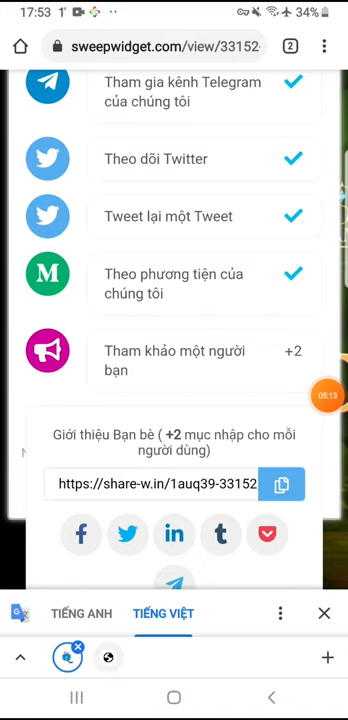 17:53
34%
sweepwidget.com/view/33152-
2
Tham gia kênh Telegram
của chúng tôi
Theo dõi Twitter
Tweet lại một Tweet
M
Theo phương tiện của
chúng tôi
Tham khảo một người
bạn
+2
05:13
Giới thiệu Bạn bè ( +2 mục nhập cho mỗi
người dùng)
https://share-w.in/1auq39-33152
TIẾNG ANH
TIẾNG VIỆT